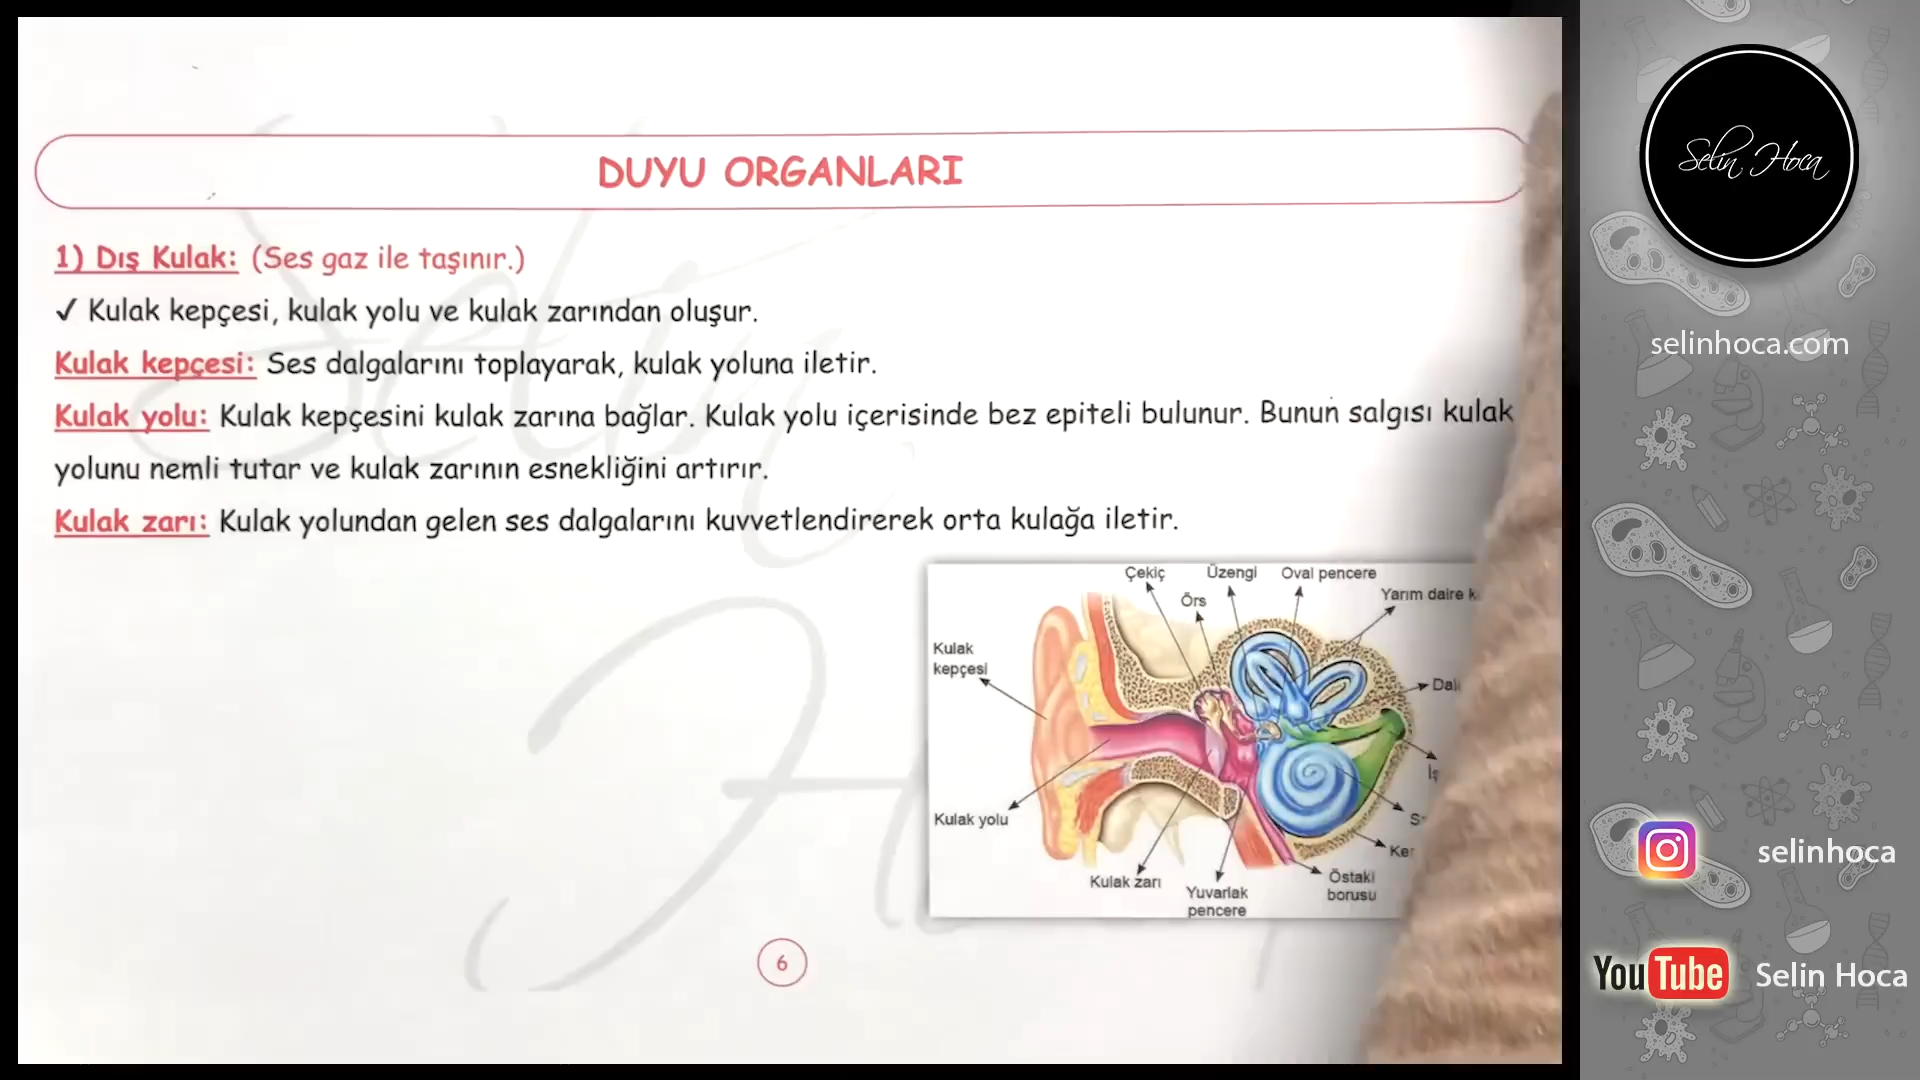 DUYU ORGANLARI
1) Dış Kulak: (Ses gaz ile taşınır.)
✓ Kulak kepçesi, kulak yolu ve kulak zarından oluşur.
Kulak kepçesi: Ses dalgalarını toplayarak, kulak yoluna iletir.
Kulak yolu: Kulak kepçesini kulak zarına bağlar. Kulak yolu içerisinde bez epiteli bulunur. Bunun salgısı kulak
yolunu nemli tutar ve kulak zarının esnekliğini artırır.
Kulak zarı: Kulak yolundan gelen ses dalgalarını kuvvetlendirerek orta kulağa iletir.
Çekiç
Üzengi
Oval pencere
Örs
Yarım daire
Kulak
kepçesi
Kulak yolu
Kulak zarı
Yuvarlak
pencere
Östaki
borusu
6
Selin Hoca
selinhoca.com
selinhoca
YouTube Selin Hoca